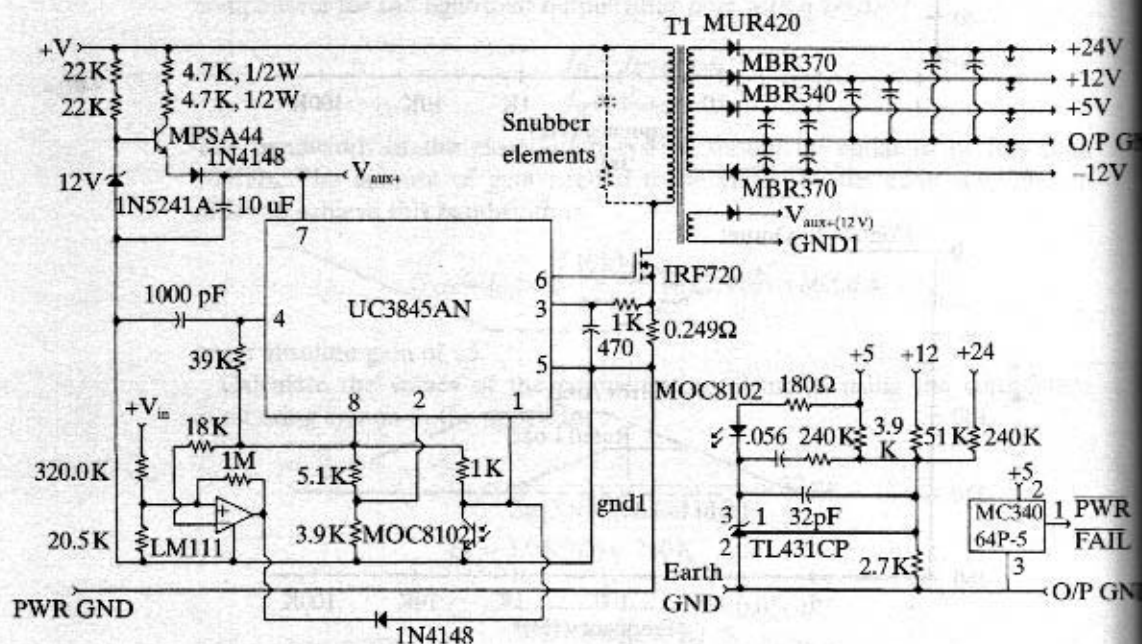 T1
MUR420
+V
+24V
22K
4.7K, 1/2W
MBR370
+12V
22K
4.7K, 1/2W
MBR340
+5V
Snubber
elements
MPSA44
O/P GN
1N4148
Vaux+
-12V
12V
MBR370
1N5241A
10 uF
Vaux+(12 V)
7
GND1
6
IRF720
1000 pF
UC3845AN
3
4
1K
0.249Ω
39K
5
470
+5
+12
+24
MOC8102
180Ω
8
2
1
+Vin
18K
.056
240K
3.9
K
51K
240K
1M
320.0K
5.1K
1K
+5
2
gnd1
32pF
MC340
64P-5
1
PWR
FAIL
3
1
20.5K
LM111
3.9K
MOC8102
2
TL431CP
2.7K
3
Earth
GND
PWR GND
O/P GN
1N4148